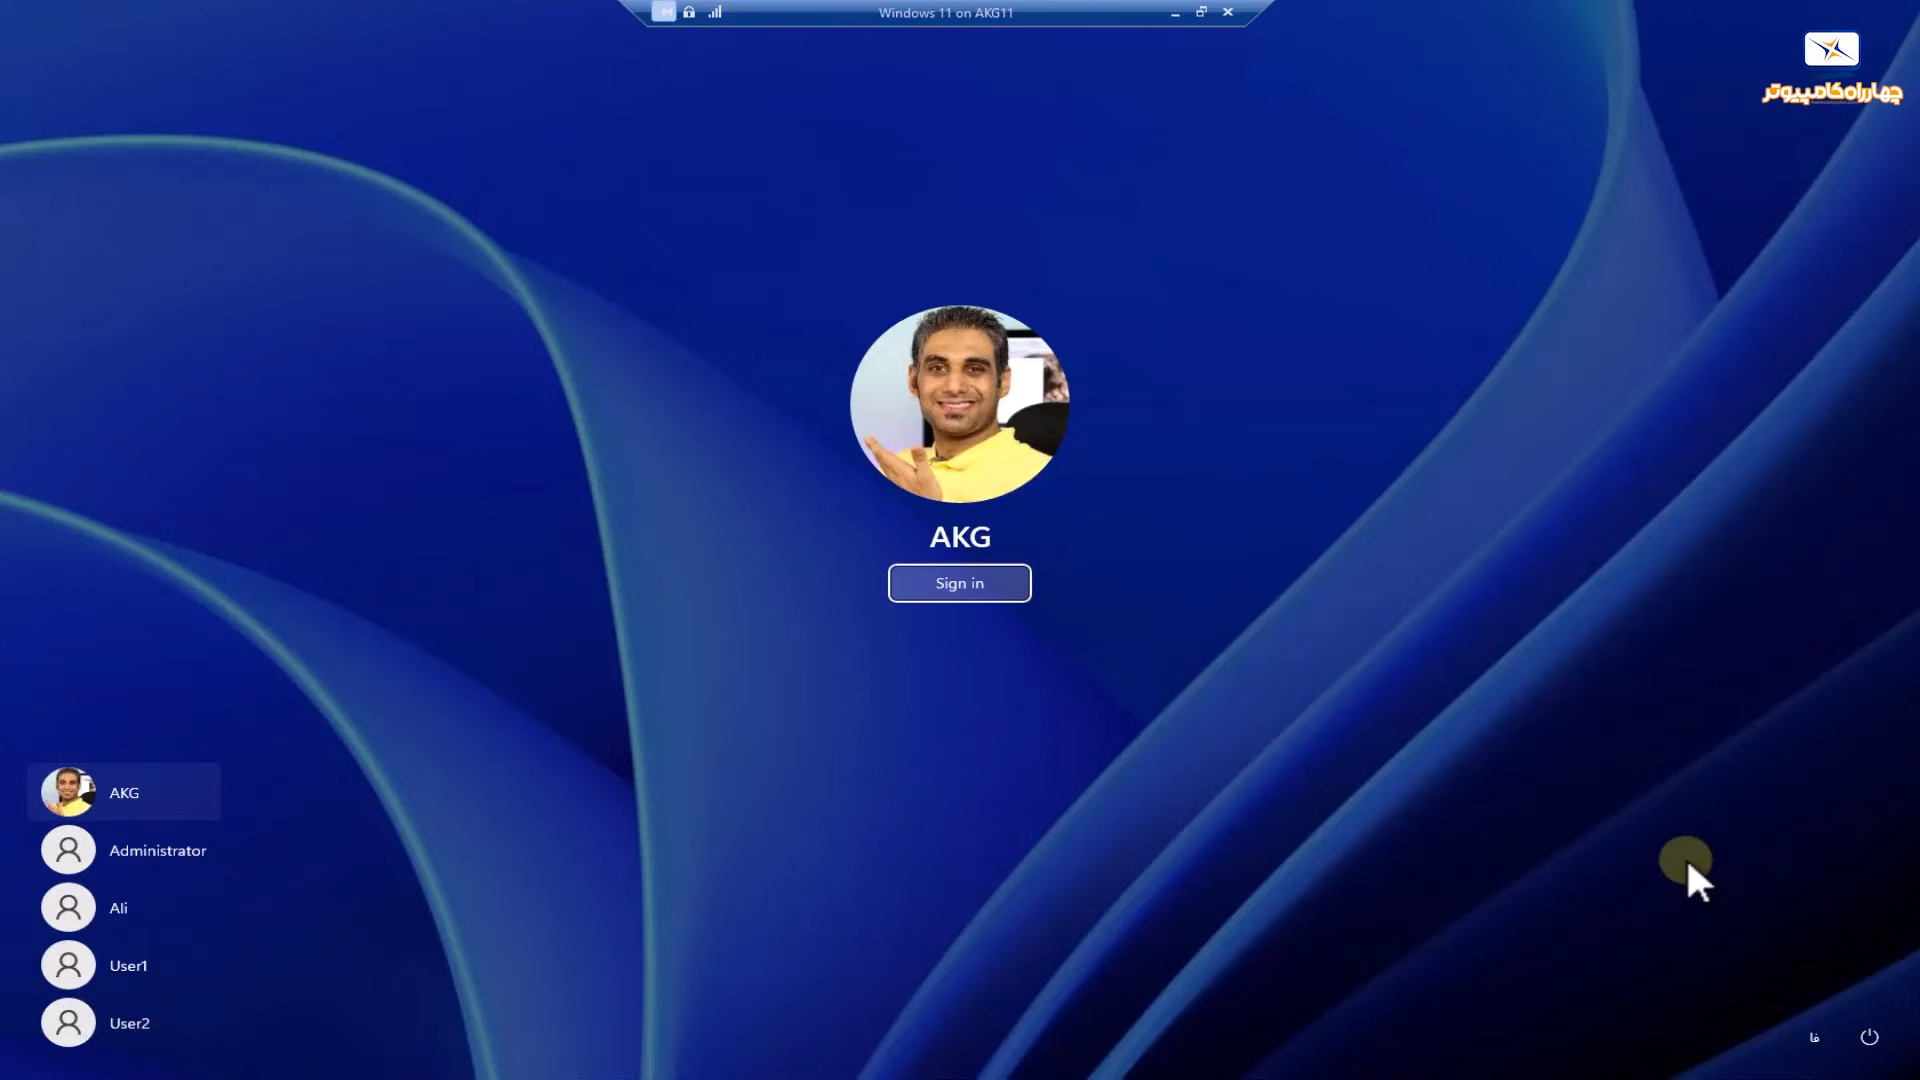 Windows 11 on AKG11
چهارراه کامپیوتر
AKG
Sign in
AKG
Administrator
Ali
User1
User2
فا